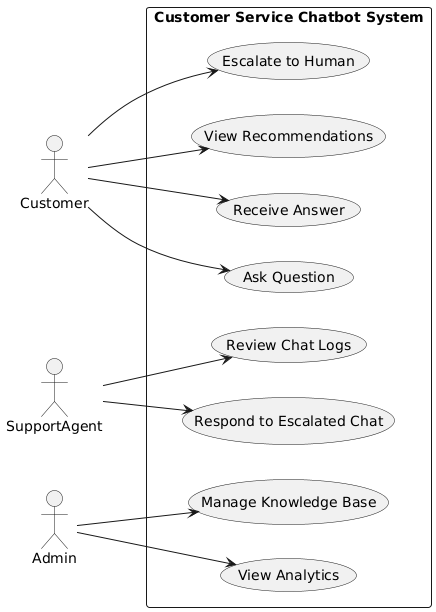 Customer Service Chatbot System
Escalate to Human
View Recommendations
Customer
Receive Answer
Ask Question
Review Chat Logs
SupportAgent
Respond to Escalated Chat
Manage Knowledge Base
Admin
View Analytics